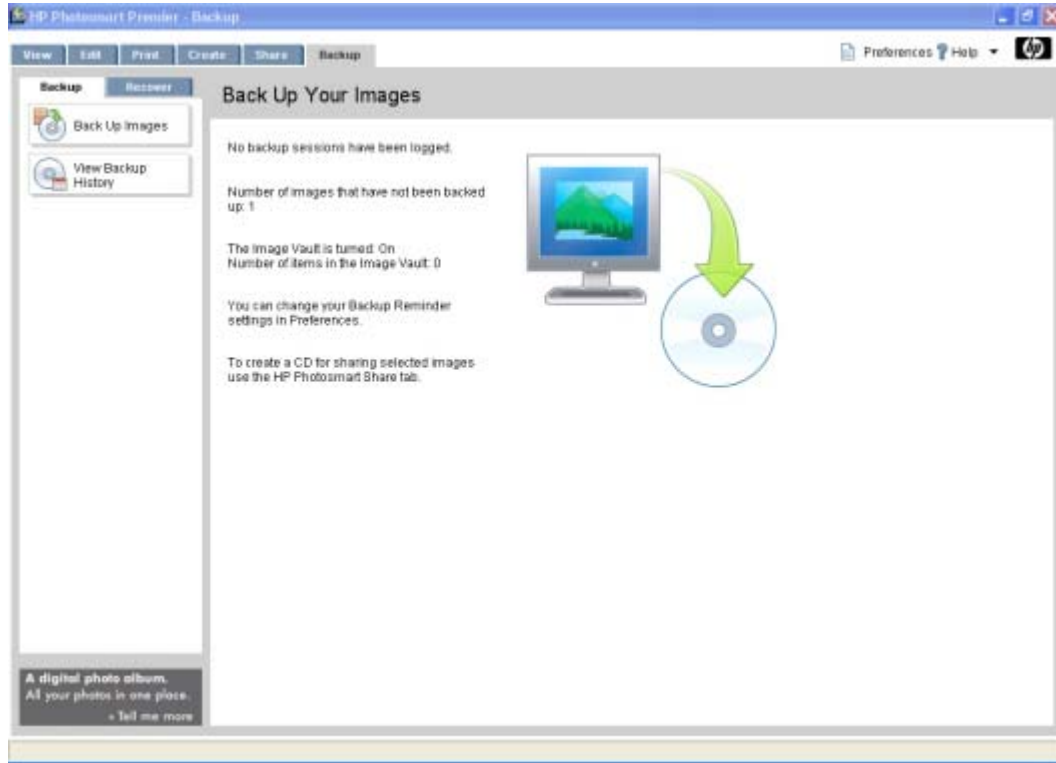 HP Photosmart Premier - Backup
View Edit Print Create Share Backup
Preferences ? Help
hp
Backup Recover
Back Up Your Images
Back Up Images
View Backup
History
No backup sessions have been logged.
Number of images that have not been backed
up: 1
The Image Vault is turned: On
Number of items in the Image Vault: 0
You can change your Backup Reminder
settings in Preferences.
To create a CD for sharing selected images
use the HP Photosmart Share tab.
A digital photo album.
All your photos in one place.
» Tell me more